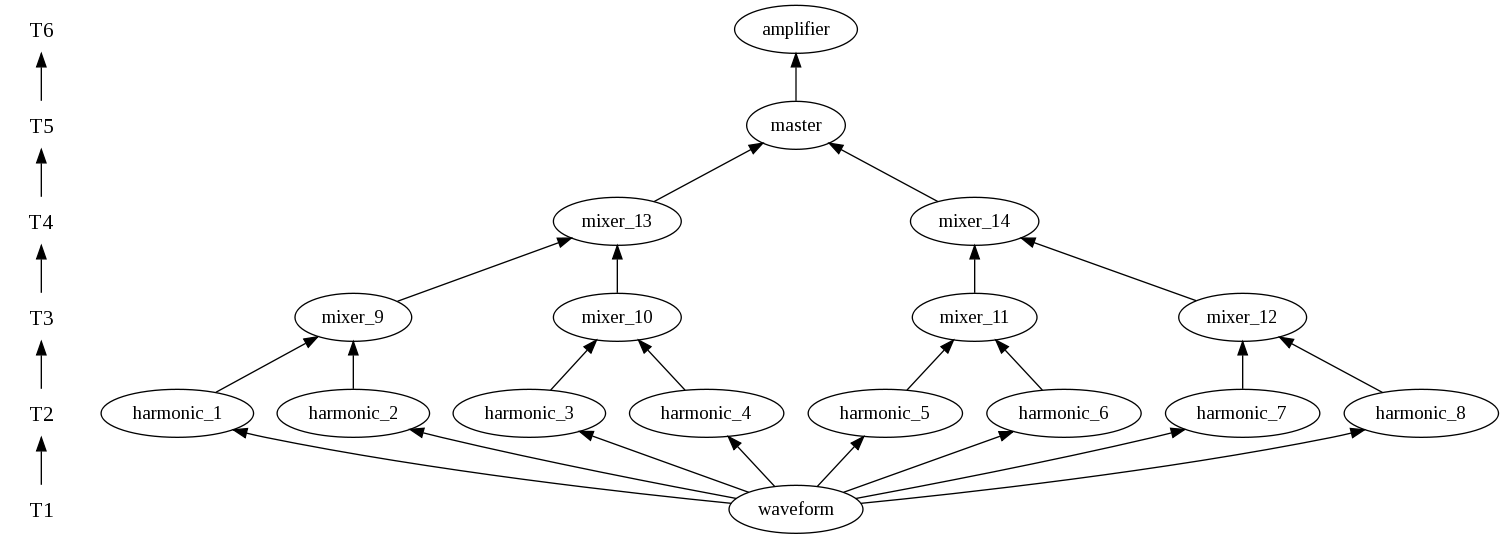 T6
amplifier
T5
master
T4
mixer_13
mixer_14
T3
mixer_9
mixer_10
mixer_11
mixer_12
T2
harmonic_1
harmonic_2
harmonic_3
harmonic_4
harmonic_5
harmonic_6
harmonic_7
harmonic_8
T1
waveform